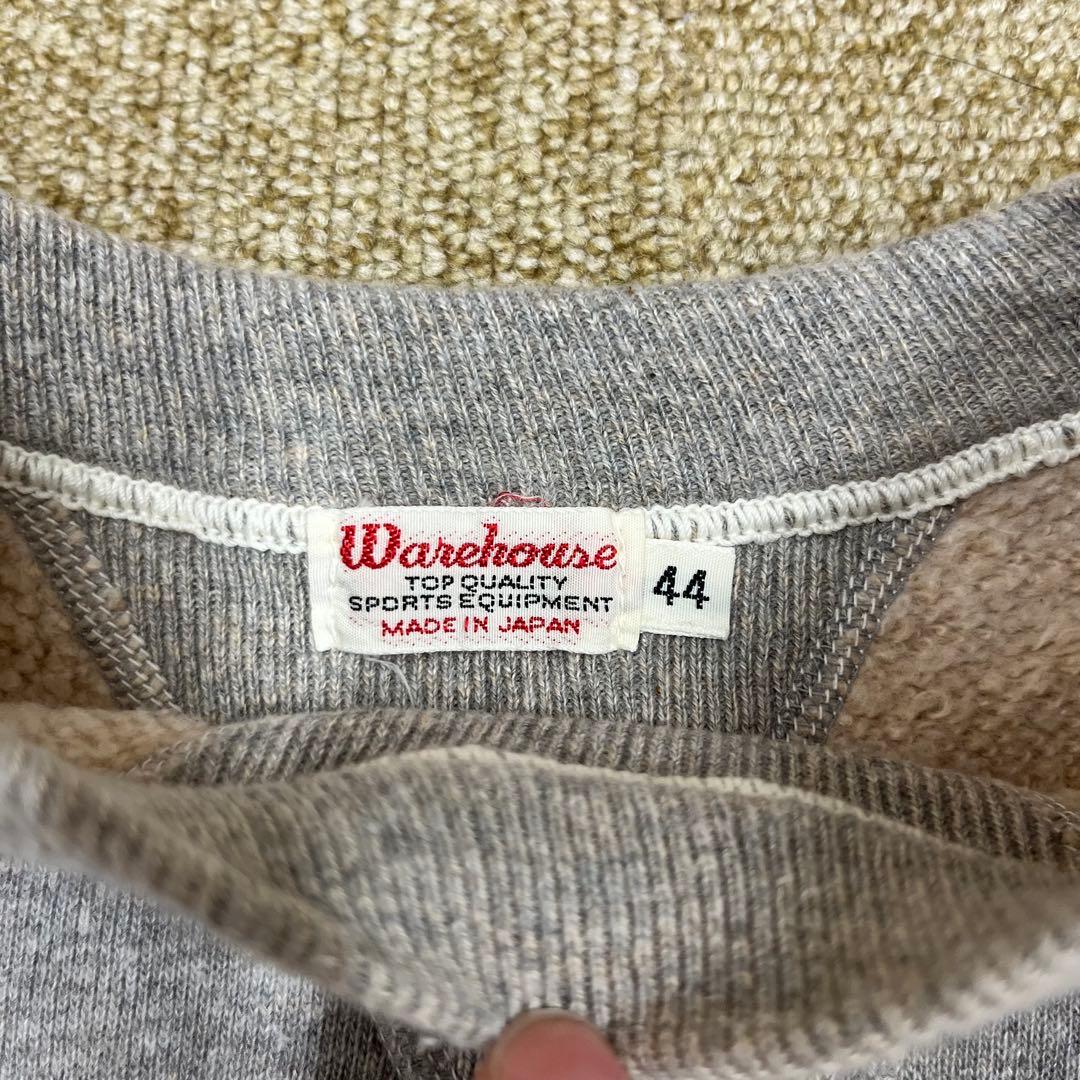 Warehouse
TOP QUALITY
SPORTS EQUIPMENT
MADE IN JAPAN
44